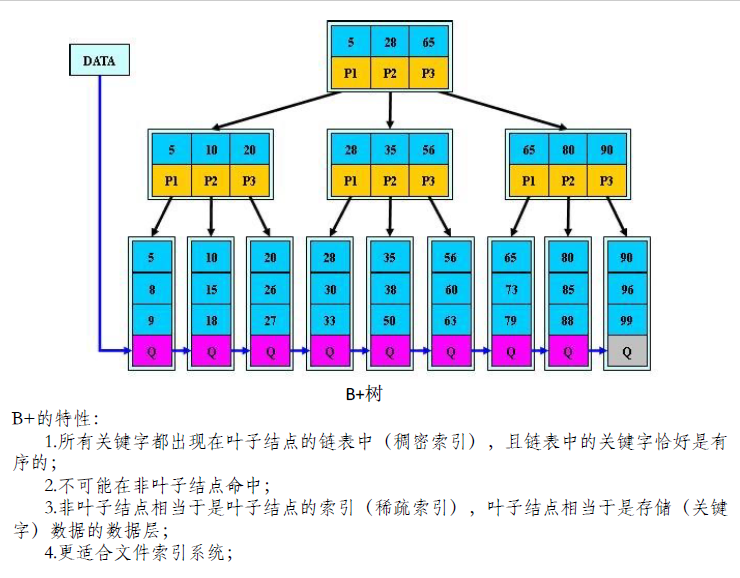 5 28 65
DATA
P1 P2 P3
5 10 20 28 35 56 65 80 90
P1 P2 P3 P1 P2 P3 P1 P2 P3
5 10 20 28 35 56 65 80 90
8 15 26 30 38 60 73 85 96
9 18 27 33 50 63 79 88 99
Q Q Q Q Q Q Q Q Q
B+树
B+的特性：
1.所有关键字都出现在叶子结点的链表中（稠密索引），且链表中的关键字恰好是有
序的；
2.不可能在非叶子结点命中；
3.非叶子结点相当于是叶子结点的索引（稀疏索引），叶子结点相当于是存储（关键
字）数据的数据层；
4.更适合文件索引系统；